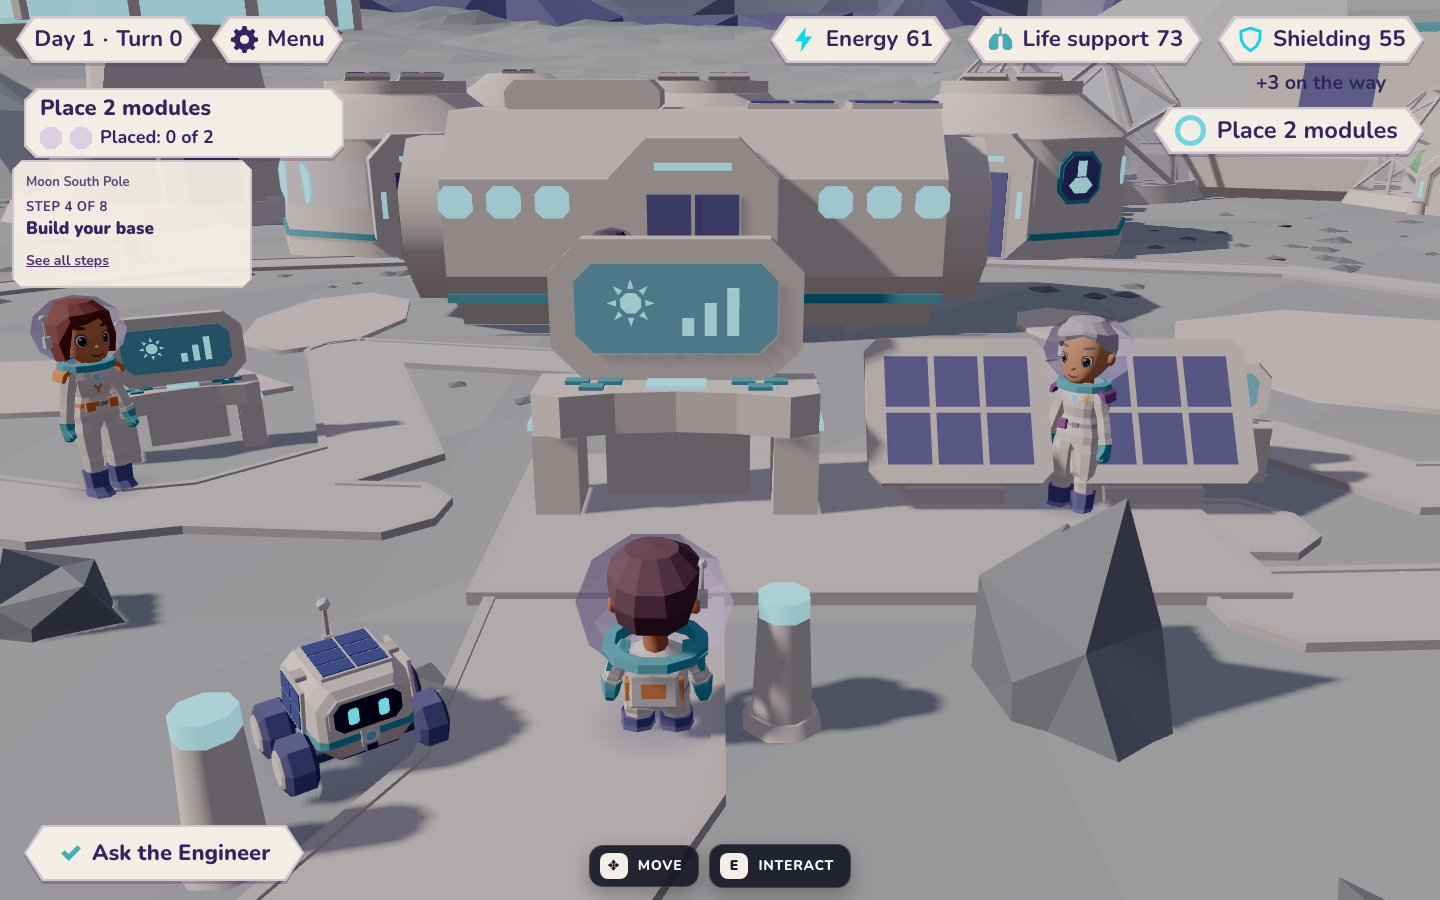 Day 1 · Turn 0
Menu
Energy 61
Life support 73
Shielding 55
+3 on the way
Place 2 modules
Placed: 0 of 2
Place 2 modules
Moon South Pole
STEP 4 OF 8
Build your base
See all steps
Ask the Engineer
MOVE
E INTERACT